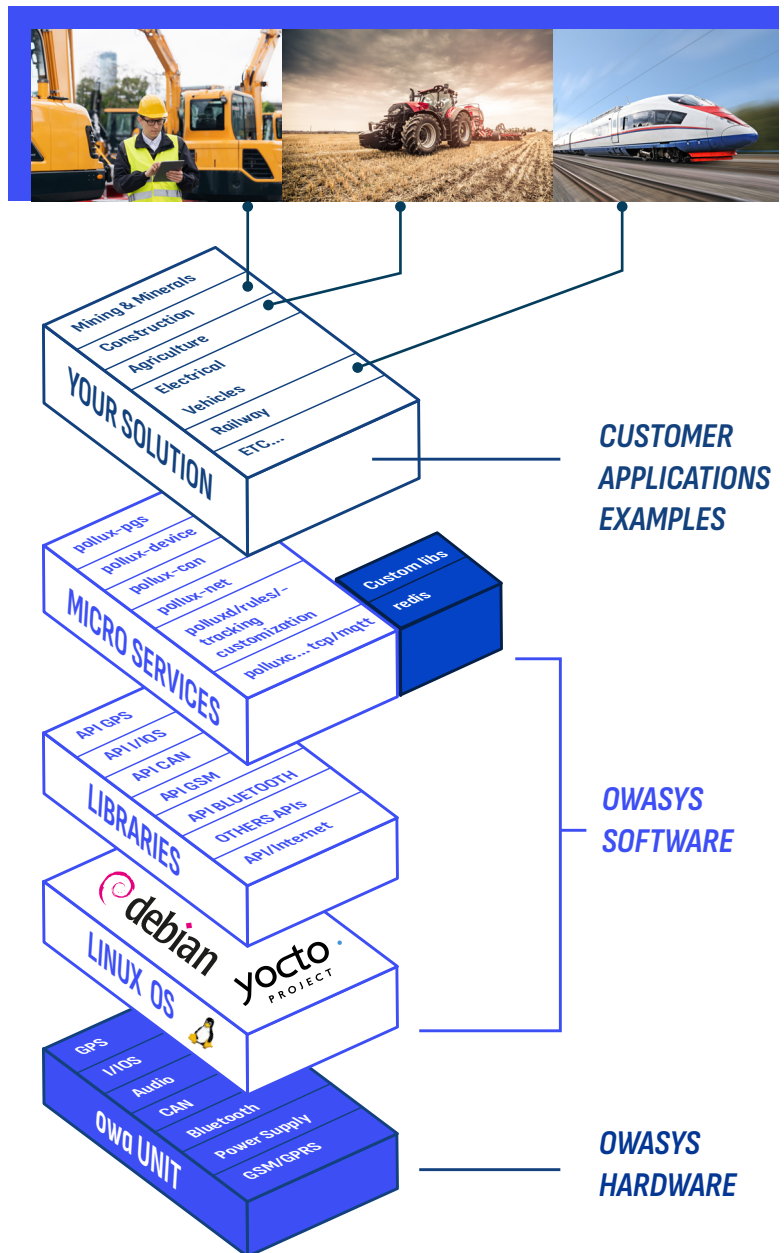 Mining & Minerals
Construction
Agriculture
Electrical
Vehicles
Railway
ETC...
YOUR SOLUTION
CUSTOMER
APPLICATIONS
EXAMPLES
pollux-pgs
pollux-device
pollux-can
pollux-net
polluxd/rules/-
tracking
customization
polluxc... tcp/mqtt
MICRO SERVICES
Custom libs
redis
API GPS
API I/IOS
API CAN
API GSM
API BLUETOOTH
OTHERS APIs
API/Internet
LIBRARIES
OWASYS
SOFTWARE
debian
yocto
PROJECT
LINUX OS
GPS
I/IOS
Audio
CAN
Bluetooth
Power Supply
GSM/GPRS
owa UNIT
OWASYS
HARDWARE